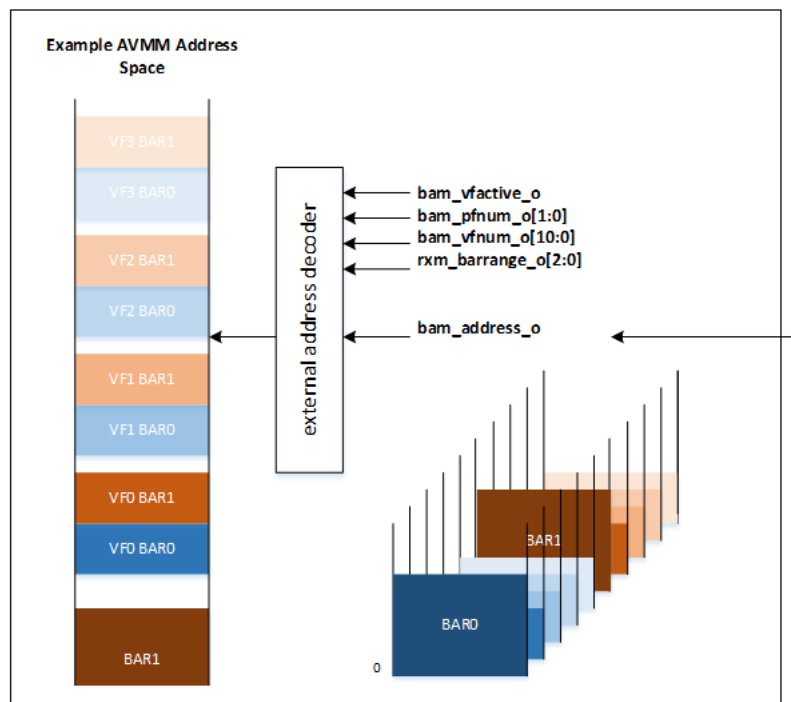 Example AVMM Address
Space
VF3 BAR1
VF3 BAR0
VF2 BAR1
VF2 BAR0
VF1 BAR1
VF1 BAR0
VF0 BAR1
VF0 BAR0
BAR1
external address decoder
bam_vfactive_o
bam_pfnum_o[1:0]
bam_vfnum_o[10:0]
rxm_barrange_o[2:0]
bam_address_o
BAR1
BAR0
0